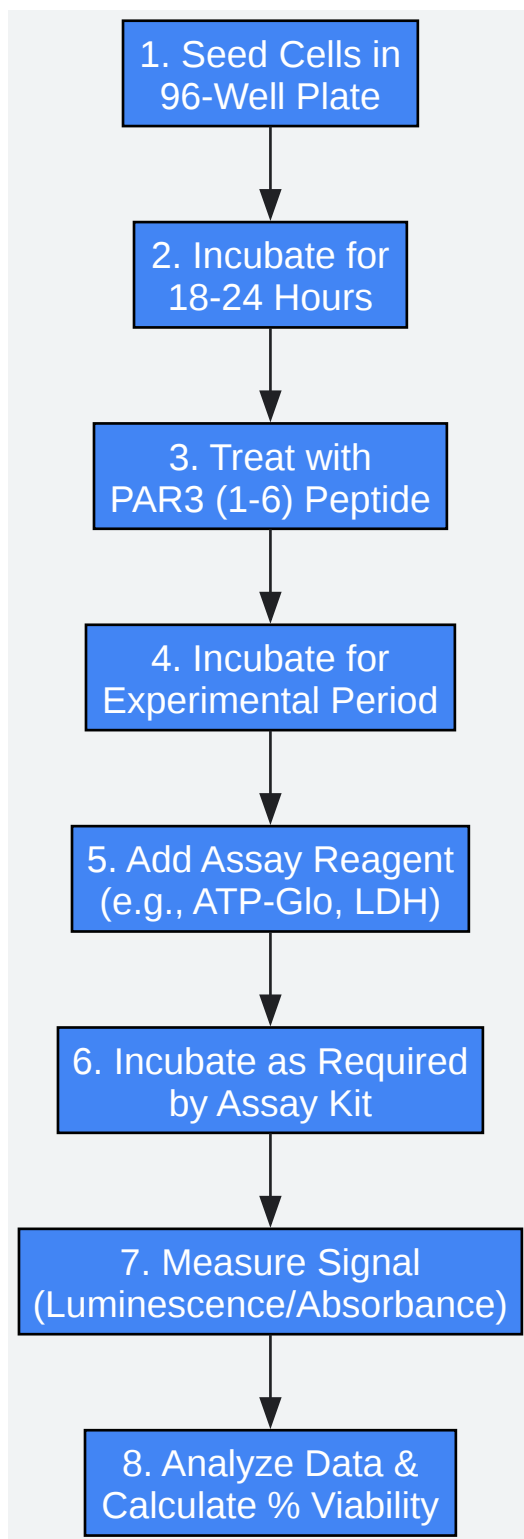 1. Seed Cells in
96-Well Plate
2. Incubate for
18-24 Hours
3. Treat with
PAR3 (1-6) Peptide
4. Incubate for
Experimental Period
5. Add Assay Reagent
(e.g., ATP-Glo, LDH)
6. Incubate as Required
by Assay Kit
7. Measure Signal
(Luminescence/Absorbance)
8. Analyze Data &
Calculate % Viability